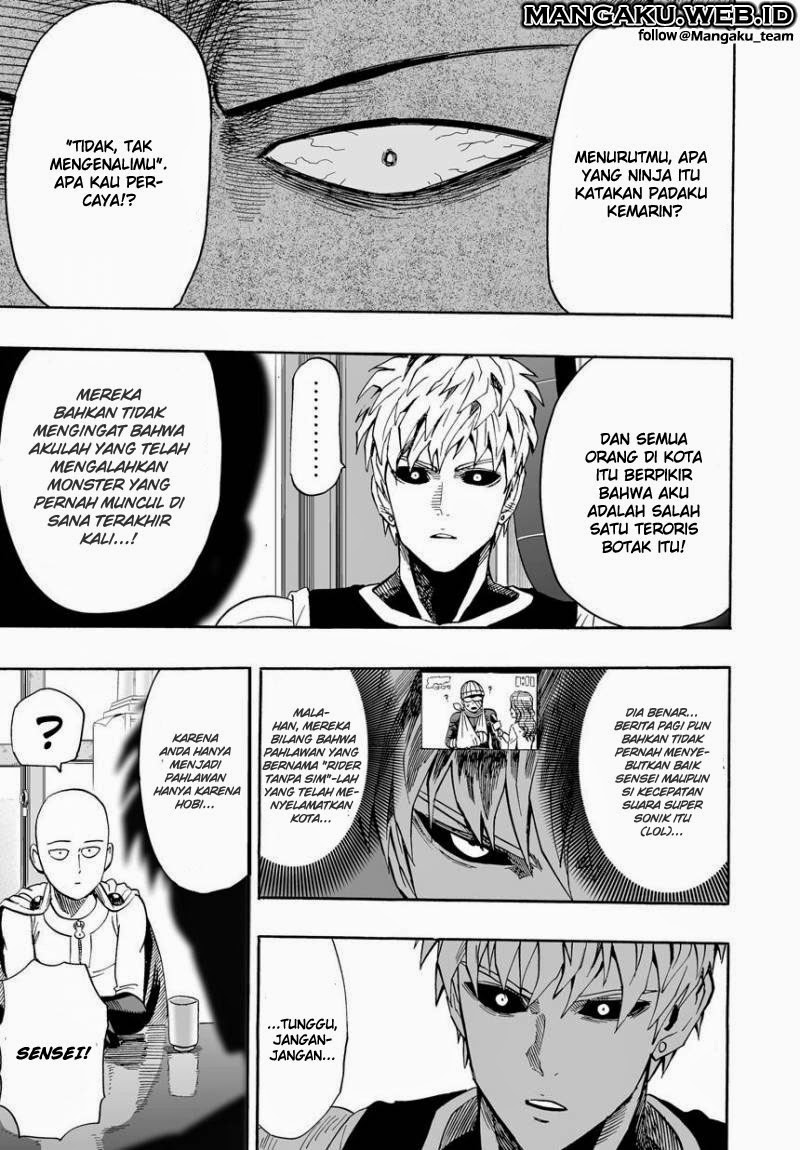 MANGAKU.WEB.ID
follow @Mangaku_team
MENURUTMU, APA
YANG NINJA ITU
KATAKAN PADAKU
KEMARIN?
"TIDAK, TAK
MENGENALIMU".
APA KAU PER-
CAYA!?
DAN SEMUA
ORANG DI KOTA
ITU BERPIKIR
BAHWA AKU
ADALAH SALAH
SATU TERORIS
BOTAK ITU!
.........
MEREKA
BAHKAN TIDAK
MENGINGAT BAHWA
AKULAH YANG TELAH
MENGALAHKAN
MONSTER YANG
PERNAH MUNCUL DI
SANA TERAKHIR
KALI...!
DIA BENAR...
BERITA PAGI PUN
BAHKAN TIDAK
PERNAH MENYE-
BUTKAN BAIK
SENSEI MAUPUN
SI KECEPATAN
SUARA SUPER
SONIK ITU
(LOL)...
MALA-
HAN, MEREKA
BILANG BAHWA
PAHLAWAN YANG
BERNAMA "RIDER
TANPA SIM"-LAH
YANG TELAH ME-
NYELAMATKAN
KOTA...
? ?
KARENA
ANDA HANYA
MENJADI
PAHLAWAN
HANYA KARENA
HOBI...
?
...TUNGGU,
JANGAN-
JANGAN...
SENSEI!